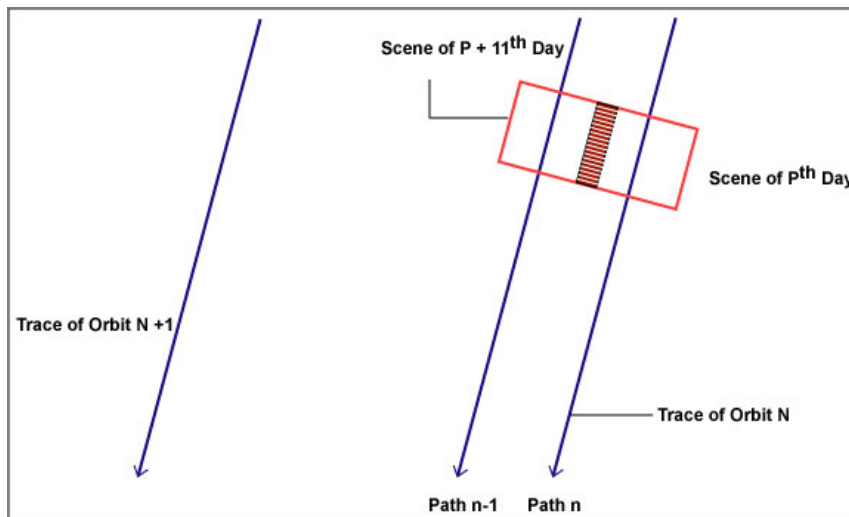 Scene of P + 11th Day
Scene of Pth Day
Trace of Orbit N +1
Trace of Orbit N
Path n-1
Path n